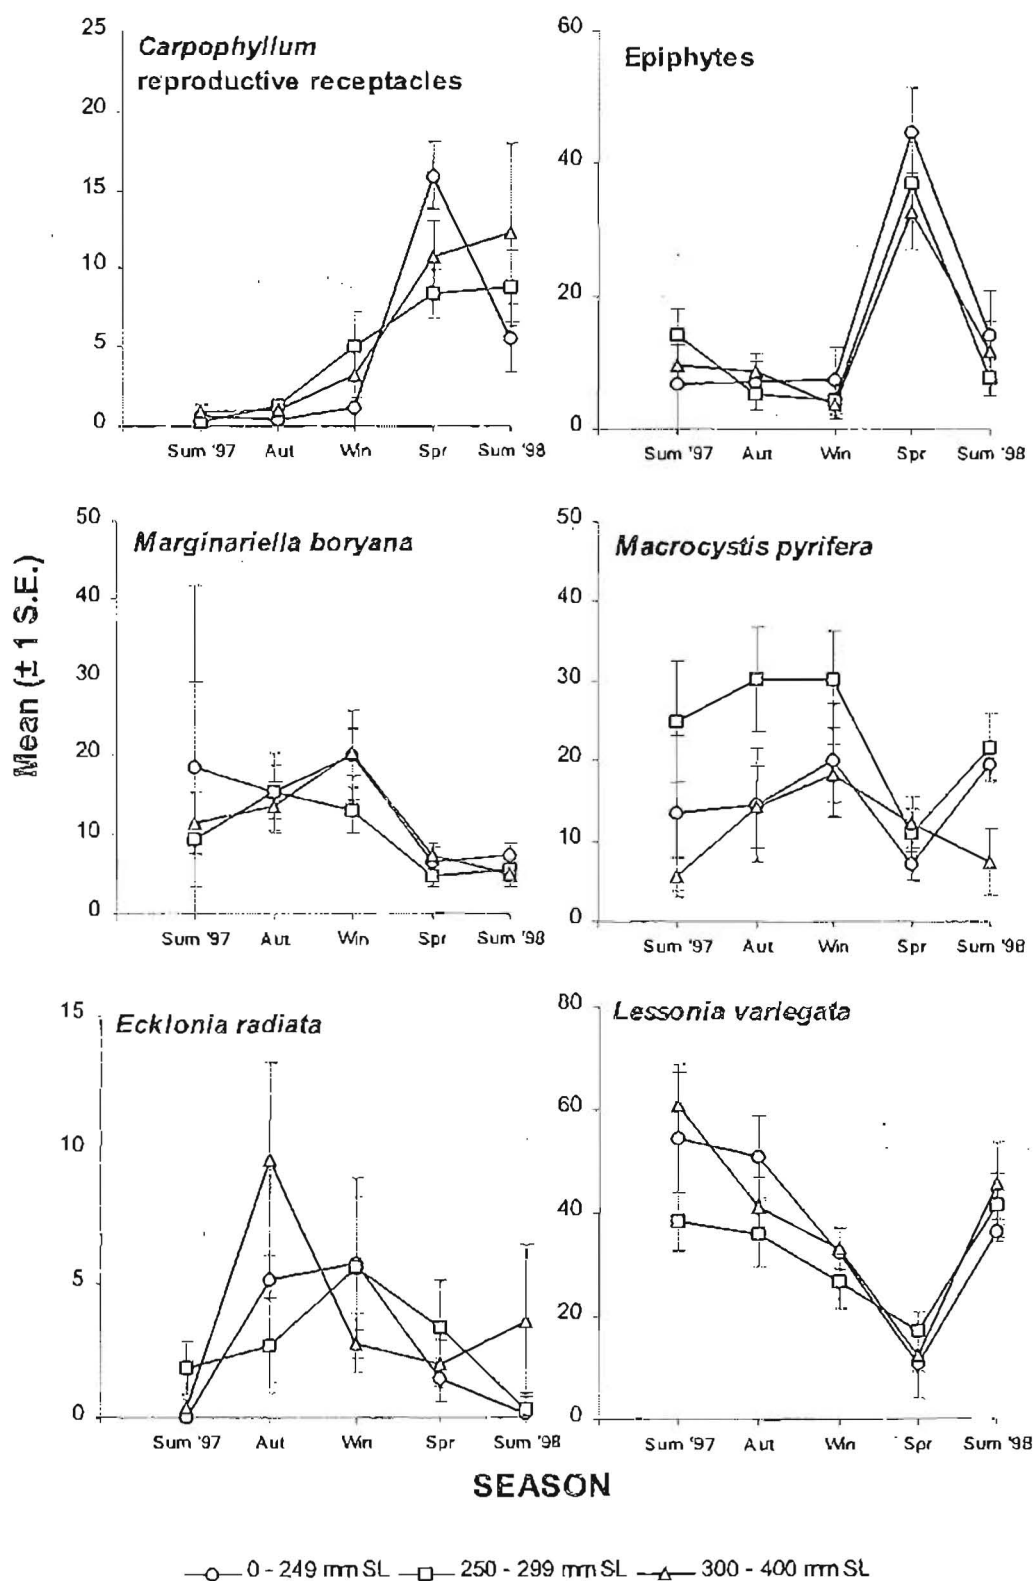 Carpophyllum
reproductive receptacles
25
20
15
10
5
0
Sum '97 Aut Win Spr Sum '98
Epiphytes
60
40
20
0
Sum '97 Aut Win Spr Sum '98
Mean (± 1 S.E.)
Marginariella boryana
50
40
30
20
10
0
Sum '97 Aut Win Spr Sum '98
Macrocystis pyrifera
50
40
30
20
10
0
Sum '97 Aut Win Spr Sum '98
Ecklonia radiata
15
10
5
0
Sum '97 Aut Win Spr Sum '98
Lessonia variegata
80
60
40
20
0
Sum '97 Aut Win Spr Sum '98
SEASON
0 - 249 mm SL 250 - 299 mm SL 300 - 400 mm SL